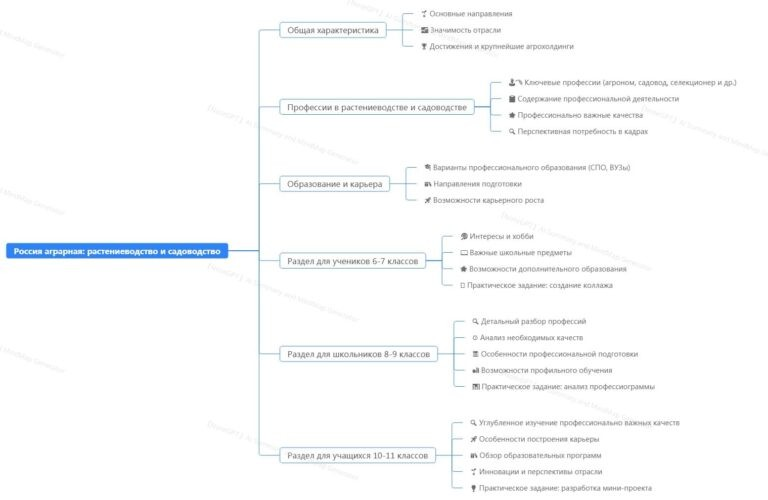 Россия аграрная: растениеводство и садоводство
Общая характеристика
Основные направления
Значимость отрасли
Достижения и крупнейшие агрохолдинги
Профессии в растениеводстве и садоводстве
Ключевые профессии (агроном, садовод, селекционер и др.)
Содержание профессиональной деятельности
Профессионально важные качества
Перспективная потребность в кадрах
Образование и карьера
Варианты профессионального образования (СПО, ВУЗы)
Направления подготовки
Возможности карьерного роста
Раздел для учеников 6-7 классов
Интересы и хобби
Важные школьные предметы
Возможности дополнительного образования
Практическое задание: создание коллажа
Раздел для школьников 8-9 классов
Детальный разбор профессий
Анализ необходимых качеств
Особенности профессиональной подготовки
Возможности профильного обучения
Практическое задание: анализ профессиограммы
Раздел для учащихся 10-11 классов
Углубленное изучение профессионально важных качеств
Особенности построения карьеры
Обзор образовательных программ
Инновации и перспективы отрасли
Практическое задание: разработка мини-проекта